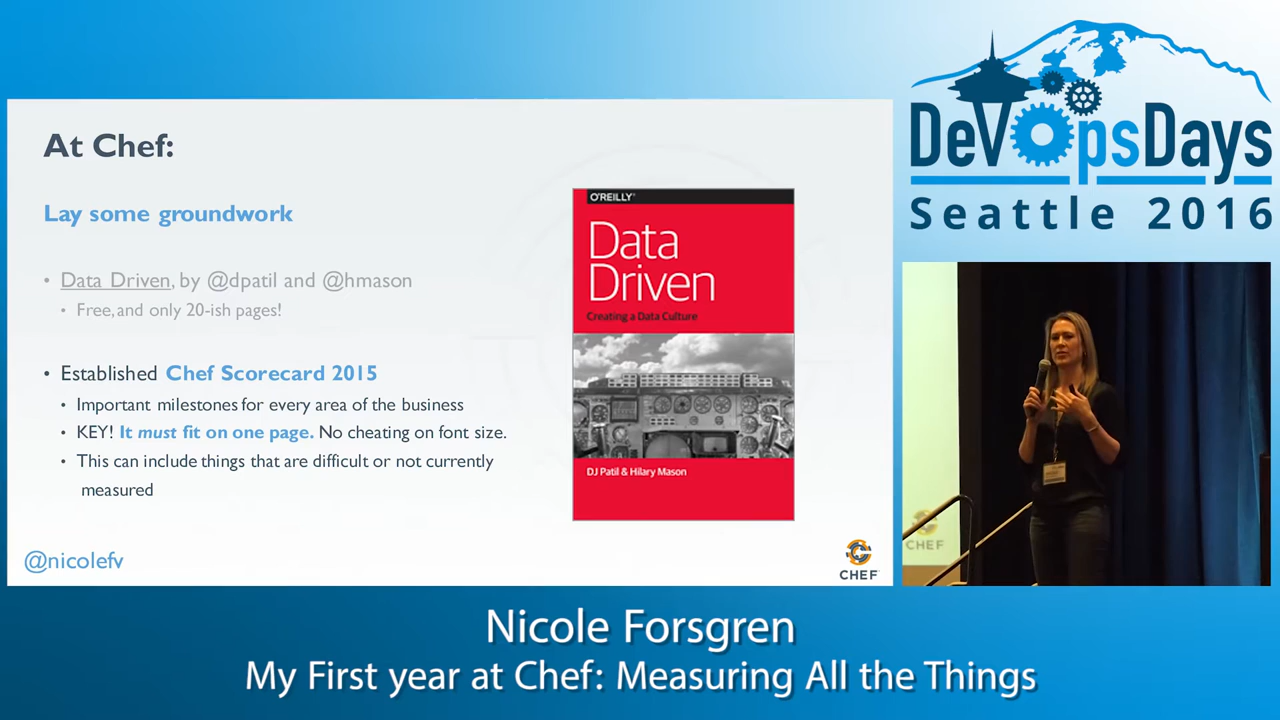 At Chef:
Lay some groundwork
• Data Driven, by @dpatil and @hmason
• Free, and only 20-ish pages!
• Established Chef Scorecard 2015
• Important milestones for every area of the business
• KEY! It must fit on one page. No cheating on font size.
• This can include things that are difficult or not currently
measured
@nicolefv
O'REILLY®
Data
Driven
Creating a Data Culture
DJ Patil & Hilary Mason
CHEF
DevOpsDays
Seattle 2016
CHEF
Nicole Forsgren
My First year at Chef: Measuring All the Things